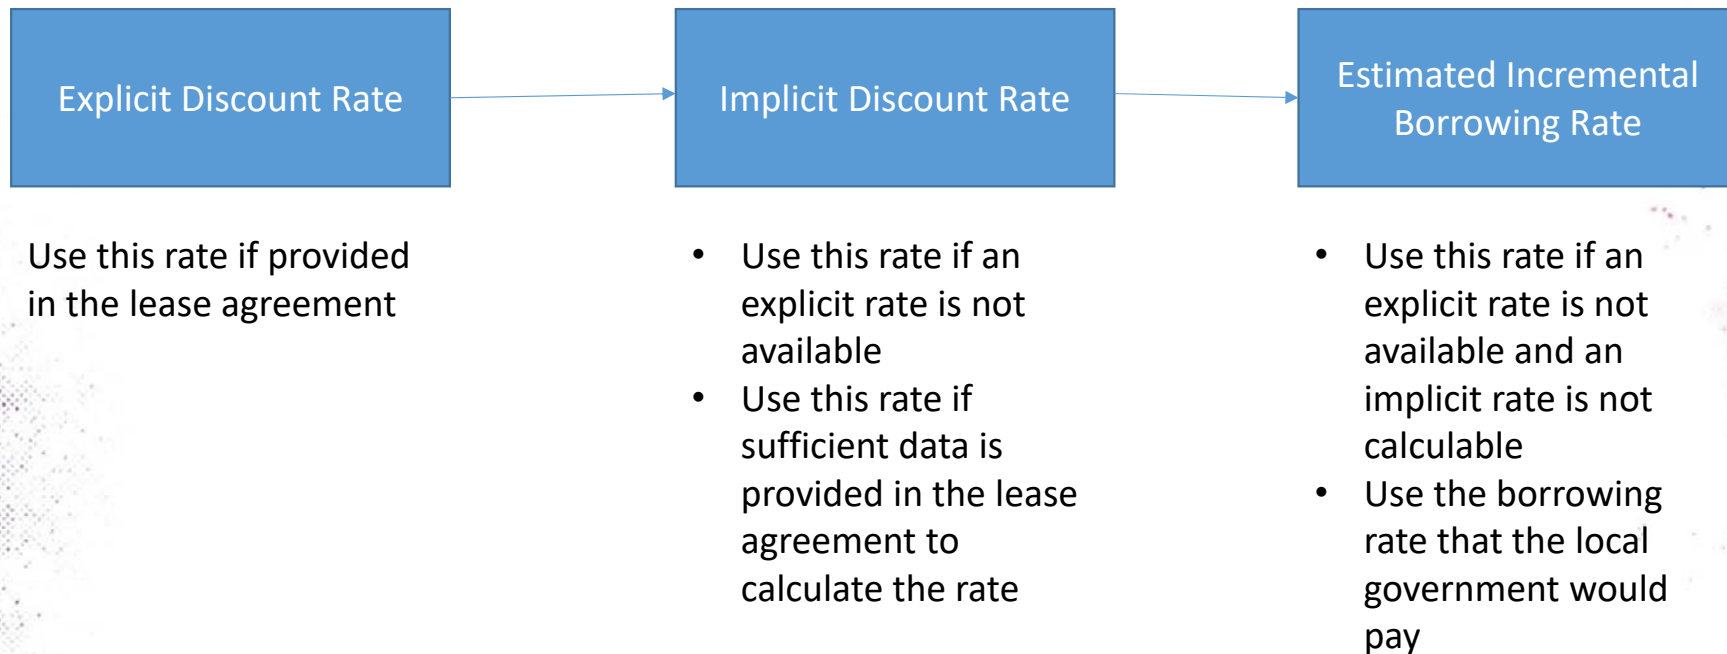 Explicit Discount Rate
Implicit Discount Rate
Estimated Incremental
Borrowing Rate
Use this rate if provided
in the lease agreement
• Use this rate if an
explicit rate is not
available
• Use this rate if
sufficient data is
provided in the lease
agreement to
calculate the rate
• Use this rate if an
explicit rate is not
available and an
implicit rate is not
calculable
• Use the borrowing
rate that the local
government would
pay